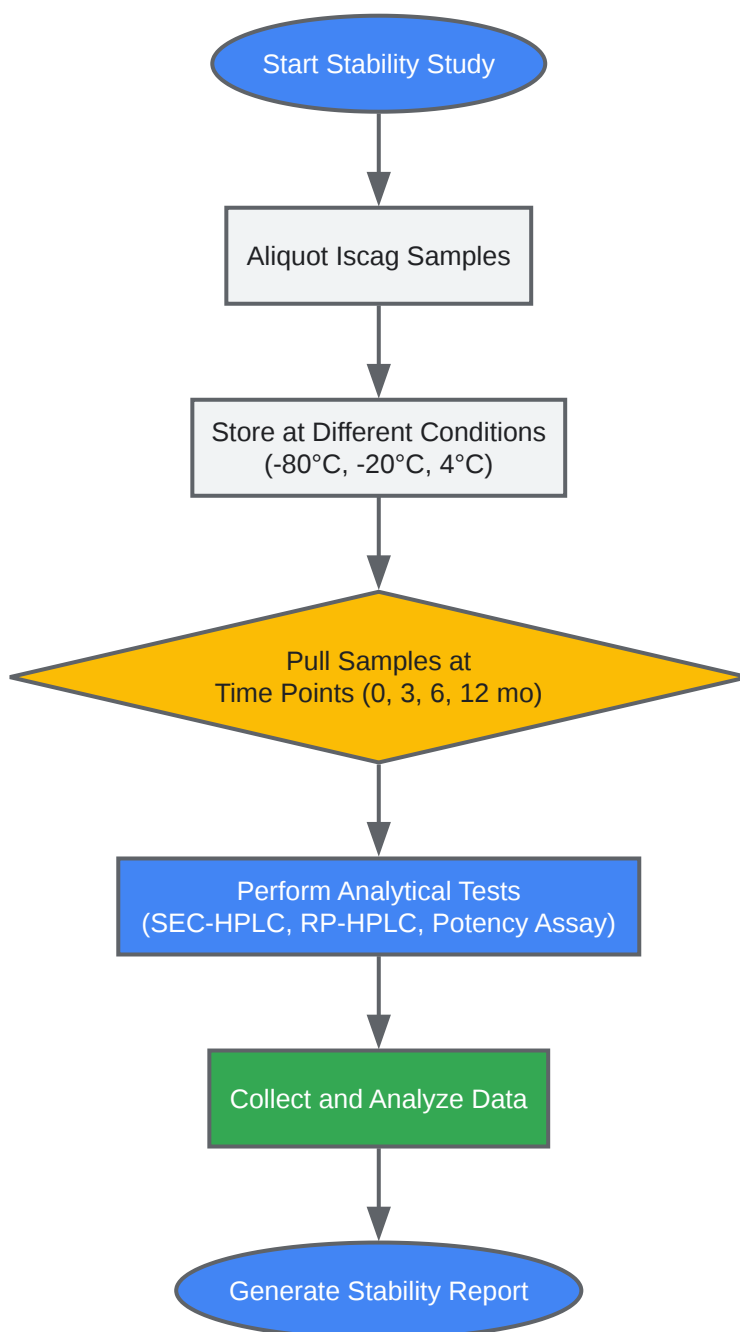 Start Stability Study
Aliquot Iscag Samples
Store at Different Conditions
(-80°C, -20°C, 4°C)
Pull Samples at
Time Points (0, 3, 6, 12 mo)
Perform Analytical Tests
(SEC-HPLC, RP-HPLC, Potency Assay)
Collect and Analyze Data
Generate Stability Report